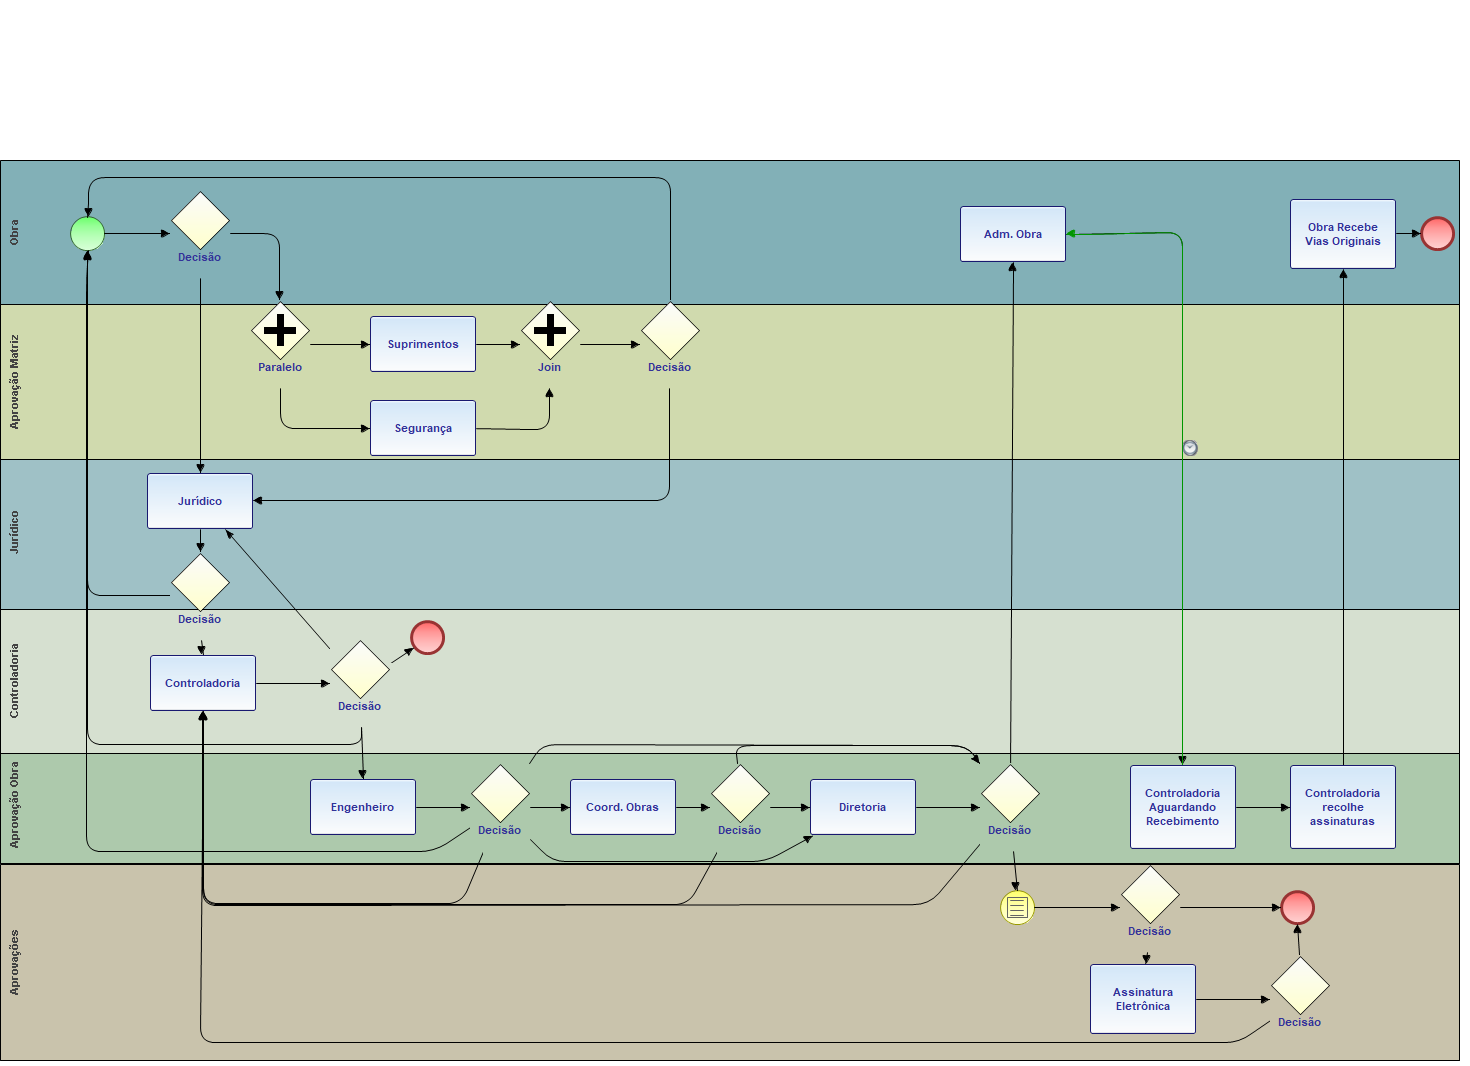 Obra
Decisão
Adm. Obra
Obra Recebe
Vias Originais
Aprovação Matriz
Paralelo
Suprimentos
Join
Decisão
Segurança
Jurídico
Jurídico
Decisão
Controladoria
Controladoria
Decisão
Aprovação Obra
Engenheiro
Decisão
Coord. Obras
Decisão
Diretoria
Decisão
Controladoria
Aguardando
Recebimento
Controladoria
recolhe
assinaturas
Aprovações
Decisão
Assinatura
Eletrônica
Decisão